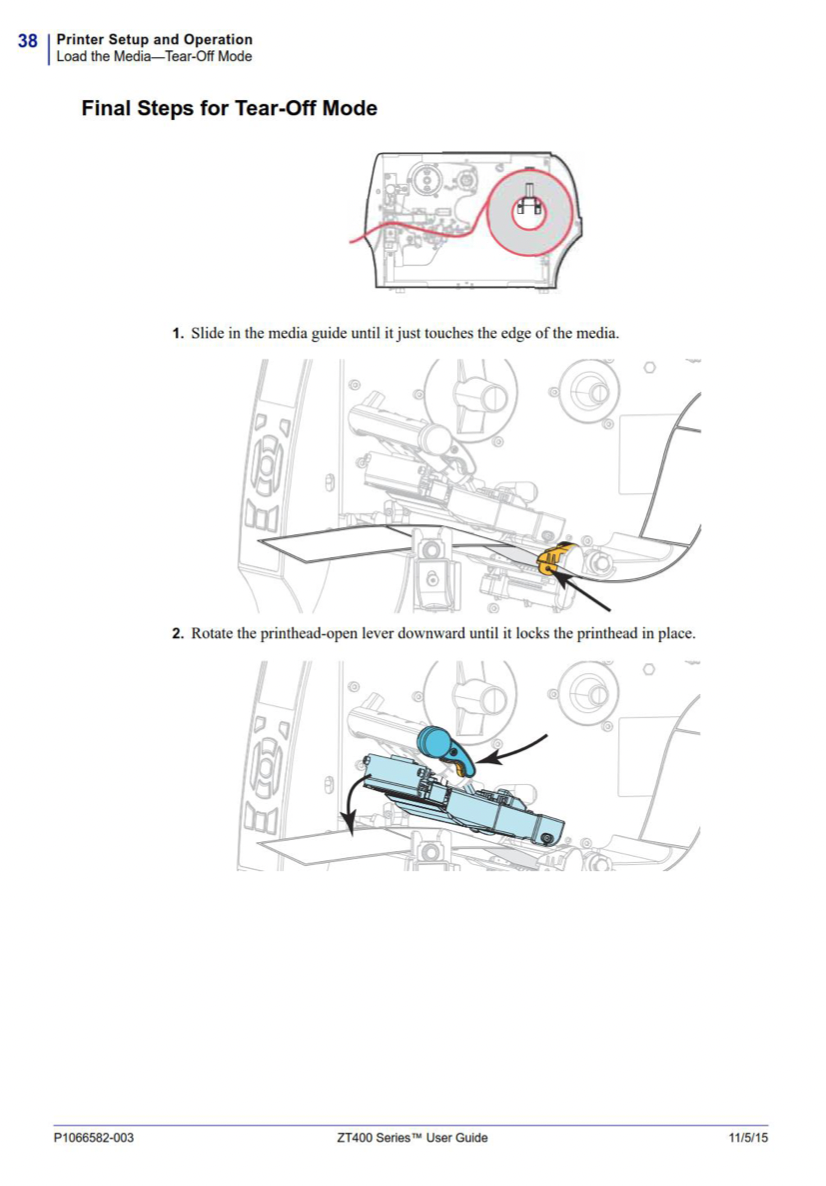 38 Printer Setup and Operation
Load the Media—Tear-Off Mode
Final Steps for Tear-Off Mode
1. Slide in the media guide until it just touches the edge of the media.
2. Rotate the printhead-open lever downward until it locks the printhead in place.
P1066582-003 ZT400 Series™ User Guide 11/5/15